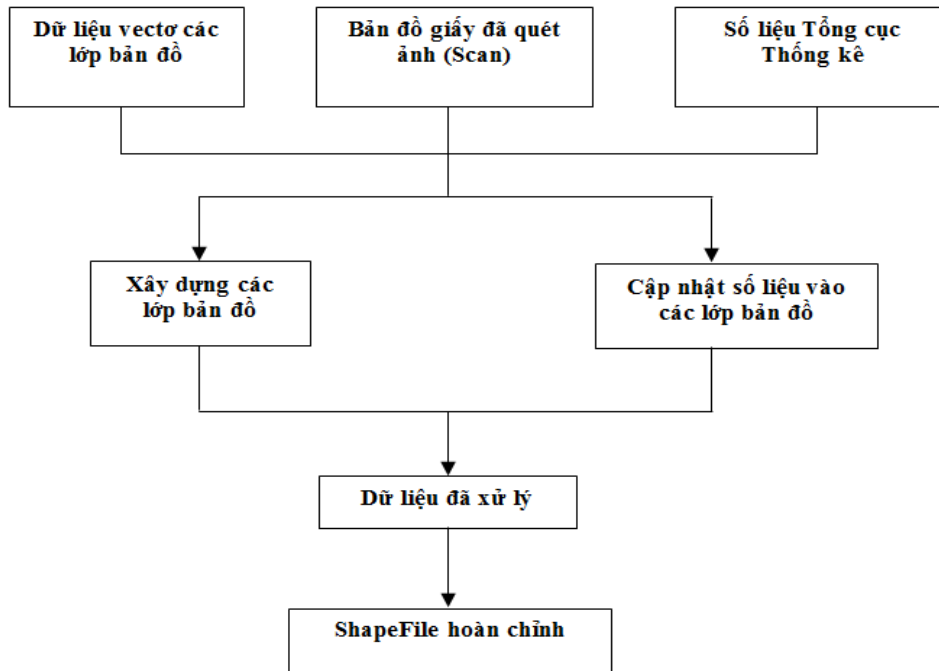 Dữ liệu vectơ các
lớp bản đồ
Bản đồ giấy đã quét
ảnh (Scan)
Số liệu Tổng cục
Thống kê
Xây dựng các
lớp bản đồ
Cập nhật số liệu vào
các lớp bản đồ
Dữ liệu đã xử lý
ShapeFile hoàn chỉnh